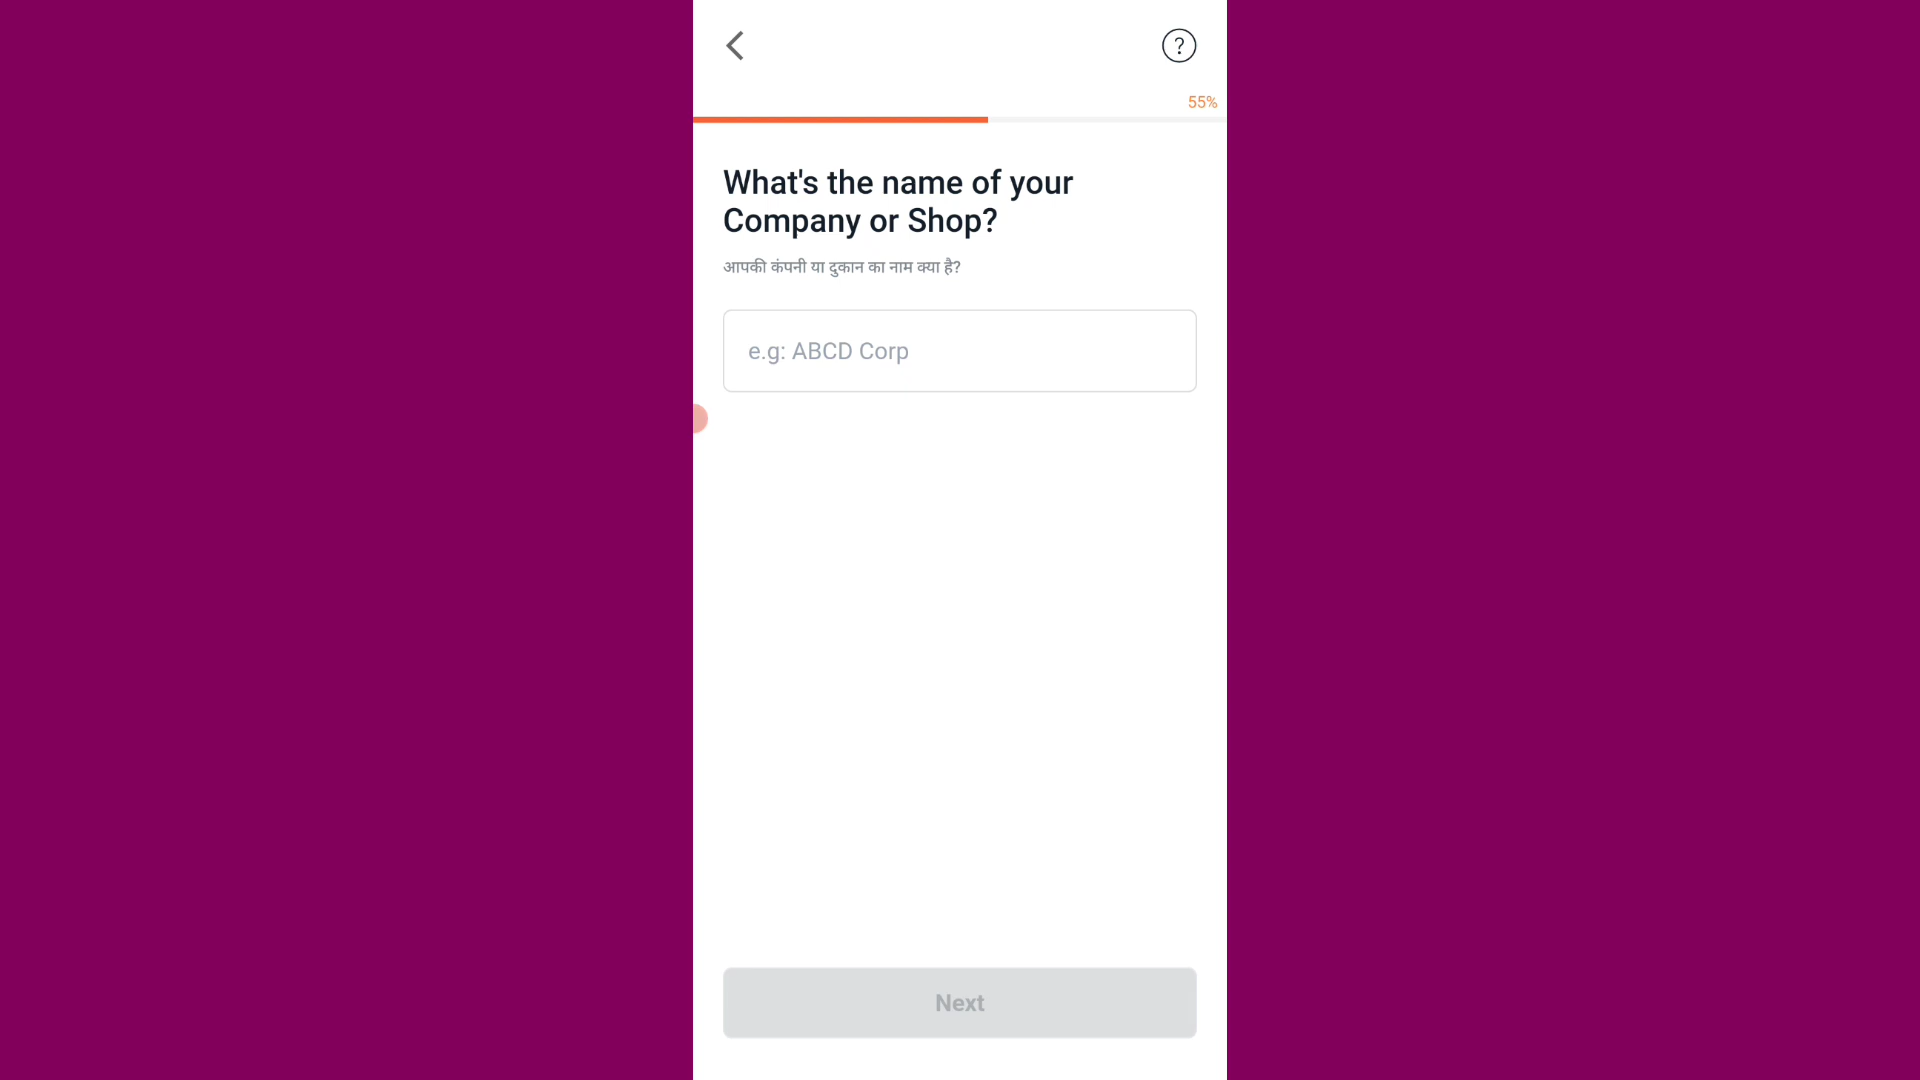 ?
55%
What's the name of your
Company or Shop?
आपकी कंपनी या दुकान का नाम क्या है?
e.g: ABCD Corp
Next